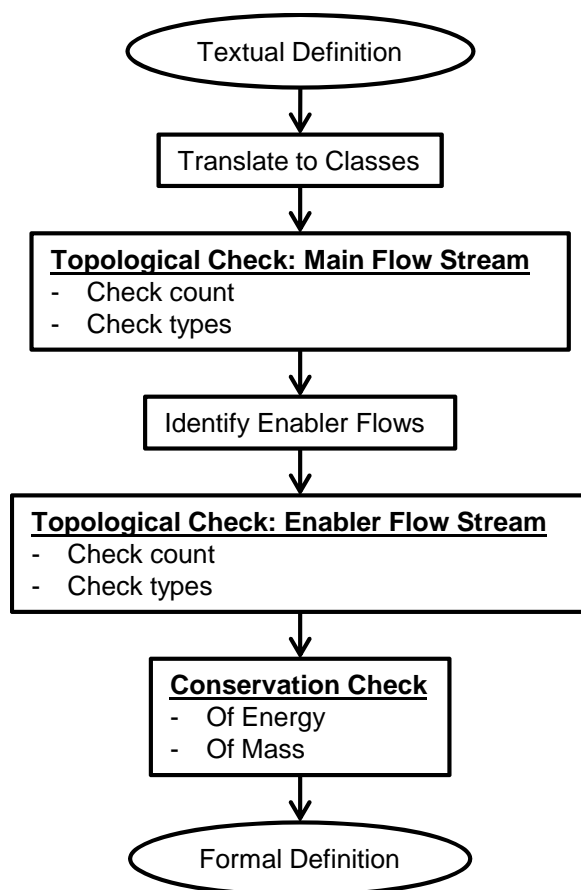 Textual Definition
Translate to Classes
Topological Check: Main Flow Stream
- Check count
- Check types
Identify Enabler Flows
Topological Check: Enabler Flow Stream
- Check count
- Check types
Conservation Check
- Of Energy
- Of Mass
Formal Definition